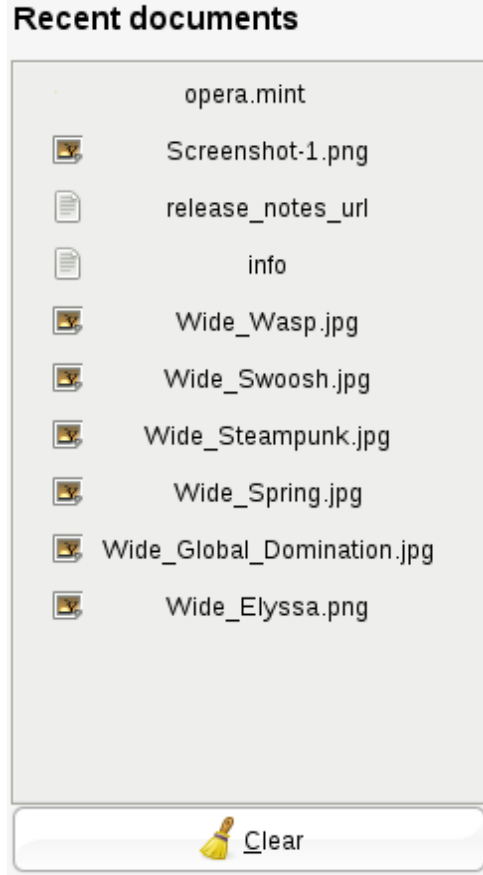 Recent documents
opera.mint
Screenshot-1.png
release_notes_url
info
Wide_Wasp.jpg
Wide_Swoosh.jpg
Wide_Steampunk.jpg
Wide_Spring.jpg
Wide_Global_Domination.jpg
Wide_Elyssa.png
Clear